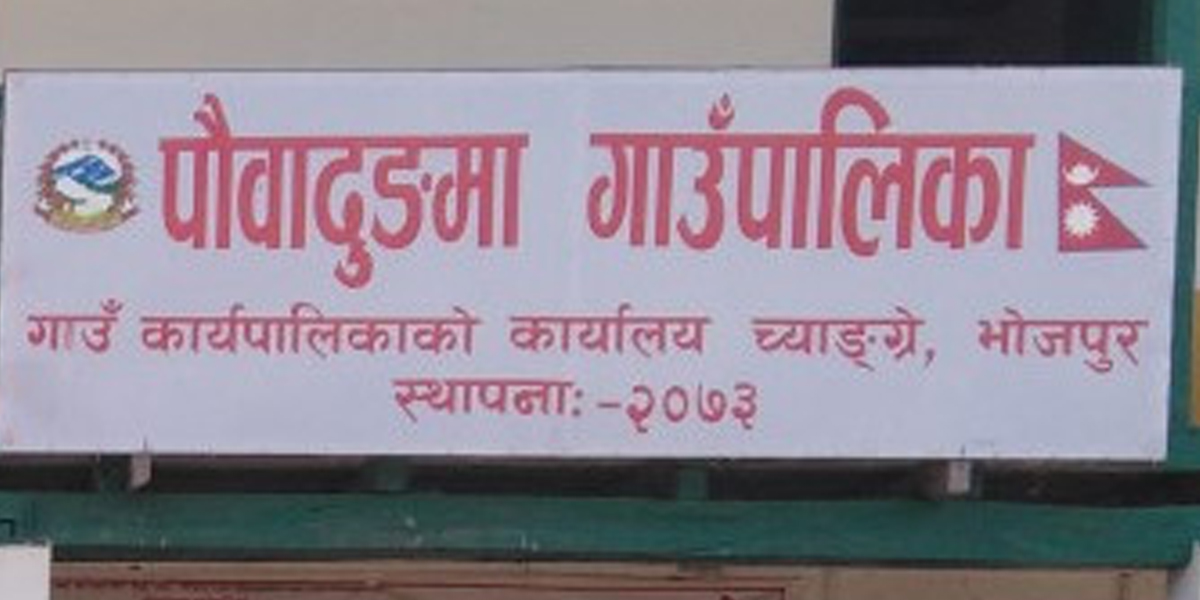 पौवादुङमा गाउँपालिका
गाउँ कार्यपालिकाको कार्यालय च्याङ्ग्रे, भोजपुर
स्थापनाः-२०७३